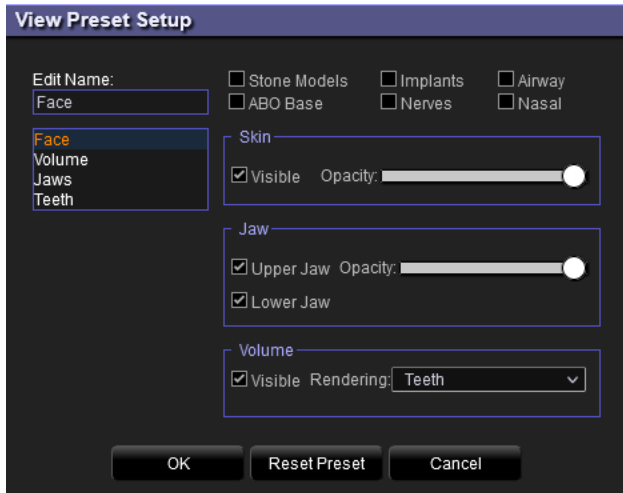 View Preset Setup
Edit Name:
Face
Face
Volume
Jaws
Teeth
Stone Models Implants Airway
ABO Base Nerves Nasal
Skin
Visible Opacity:
Jaw
Upper Jaw Opacity:
Lower Jaw
Volume
Visible Rendering: Teeth
OK Reset Preset Cancel